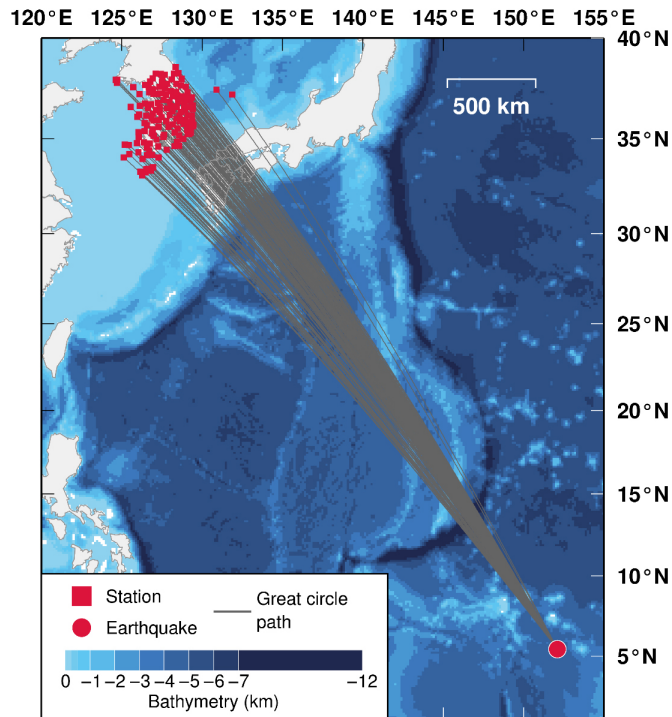 120°E 125°E 130°E 135°E 140°E 145°E 150°E 155°E
40°N
500 km
35°N
30°N
25°N
20°N
15°N
10°N
5°N
Station
Great circle
path
Earthquake
0 −1 −2 −3 −4 −5 −6 −7 −12
Bathymetry (km)